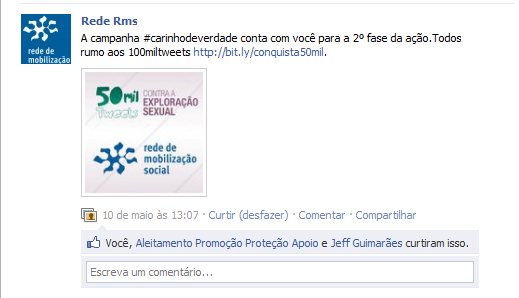 Rede Rms
A campanha #carinhodeverdade conta com você para a 2º fase da ação.Todos
rumo aos 100miltweets http://bit.ly/conquista50mil.
rede de
mobilização
50mil
Tweets
CONTRA A
EXPLORAÇÃO
SEXUAL
rede de
mobilização
social
10 de maio às 13:07 · Curtir (desfazer) · Comentar · Compartilhar
Você, Aleitamento Promoção Proteção Apoio e Jeff Guimarães curtiram isso.
Escreva um comentário...